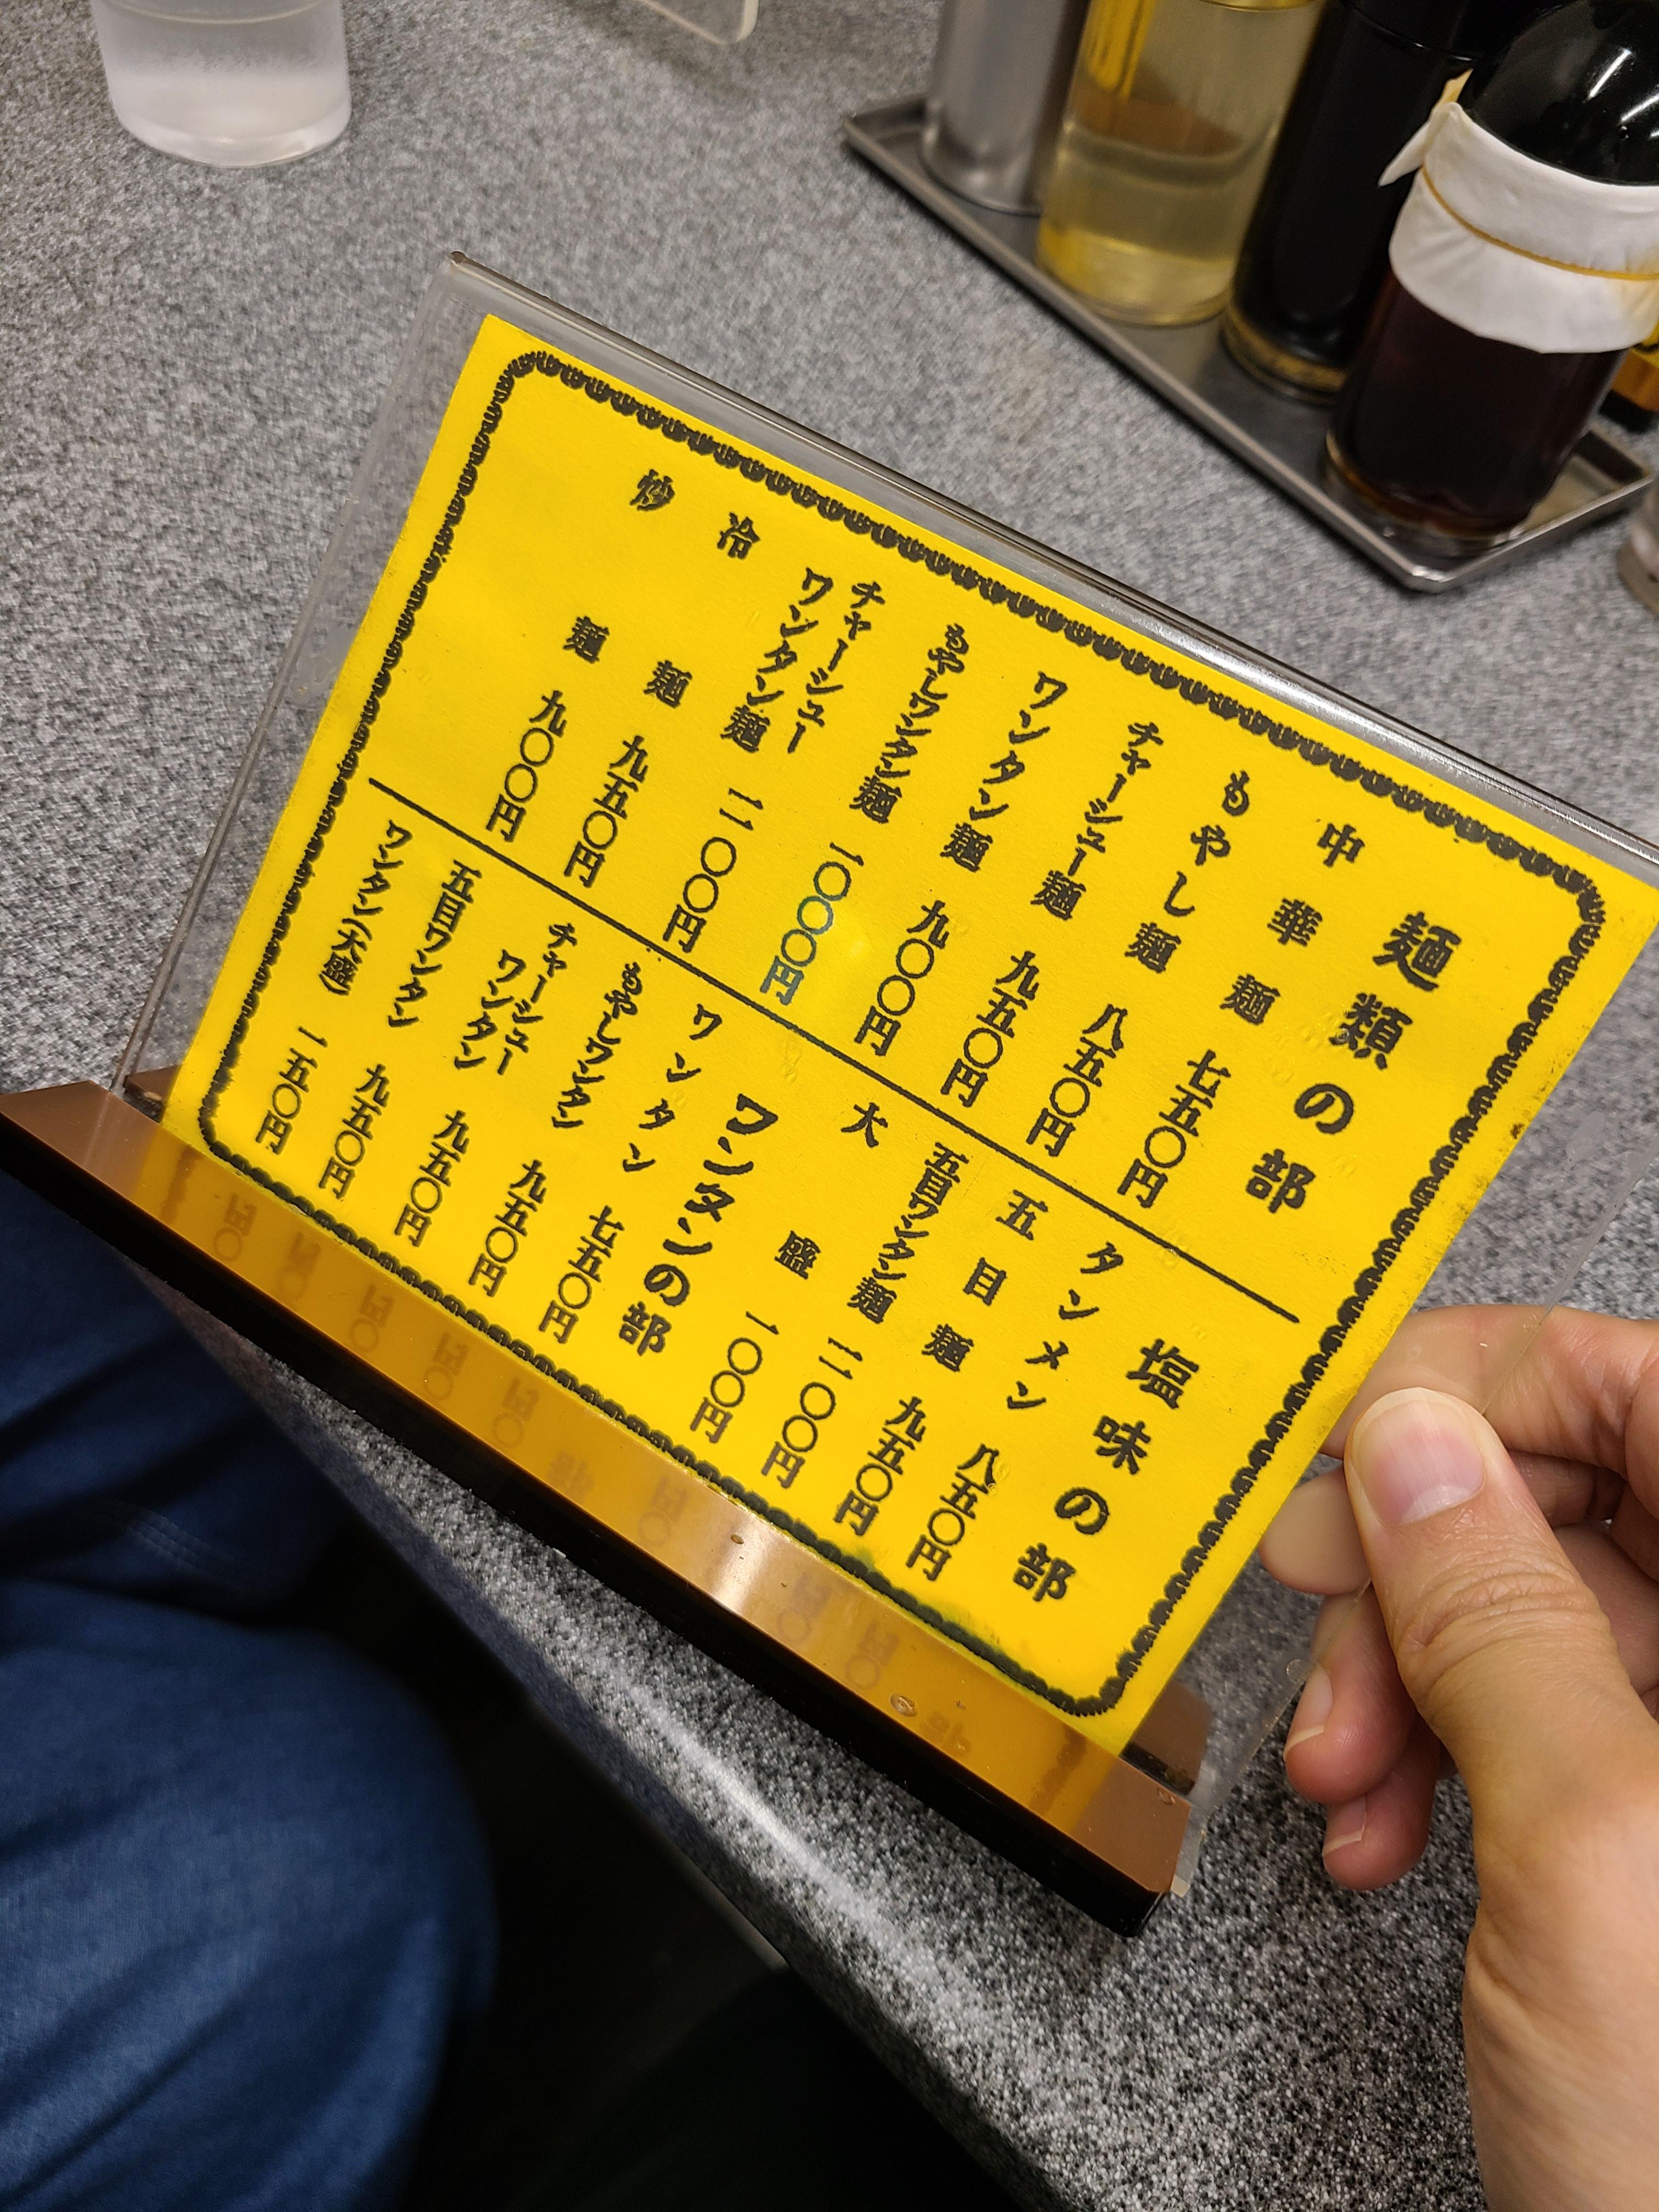 麺類の部
中華麺 七五〇円
もやし麺 八五〇円
チャーシュー麺 九五〇円
ワンタン麺 九〇〇円
もやしワンタン麺 一〇〇〇円
チャーシュー
ワンタン麺 一一〇〇円
冷麺 九五〇円
炒麺 九〇〇円
塩味の部
タンメン 八五〇円
五目麺 九五〇円
五目ワンタン麺 一一〇〇円
大盛 一〇〇円
ワンタンの部
ワンタン 七五〇円
もやしワンタン 九五〇円
チャーシュー
ワンタン 九五〇円
五目ワンタン 九五〇円
ワンタン(大盛) 一五〇円